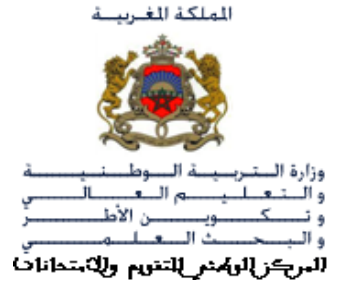 المملكة المغربية
وزارة التربية الوطنية
و التعليم العالي
و تكوين الأطر
و البحث العلمي
المركز الوطني للتقويم والامتحانات